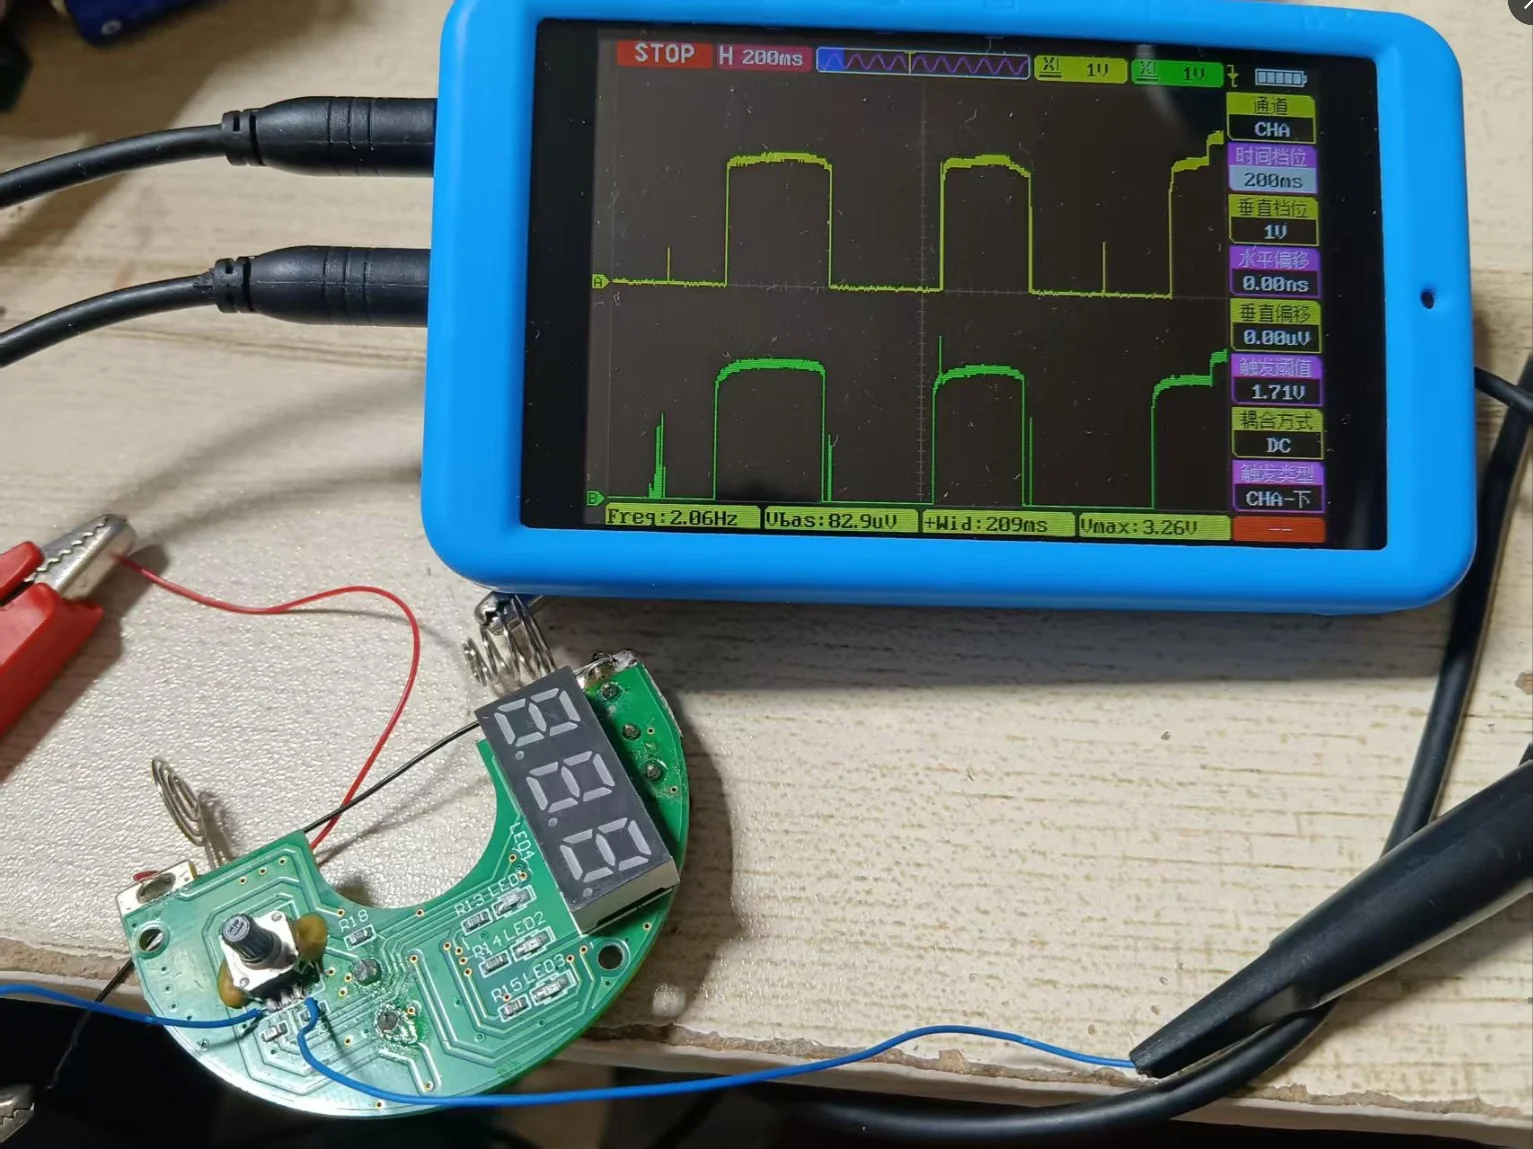 STOP H 200ms X1 1V X1 1V
通道
CHA
时间档位
200ms
垂直档位
1V
水平偏移
0.00ns
垂直偏移
0.00uV
触发阈值
1.71V
耦合方式
DC
触发类型
CHA-下
--
A
B
Freq:2.06Hz Vbas:82.9uV +Wid:209ms Vmax:3.26V
LED4
R13 LED
R14 LED2
R15 LED3
R18